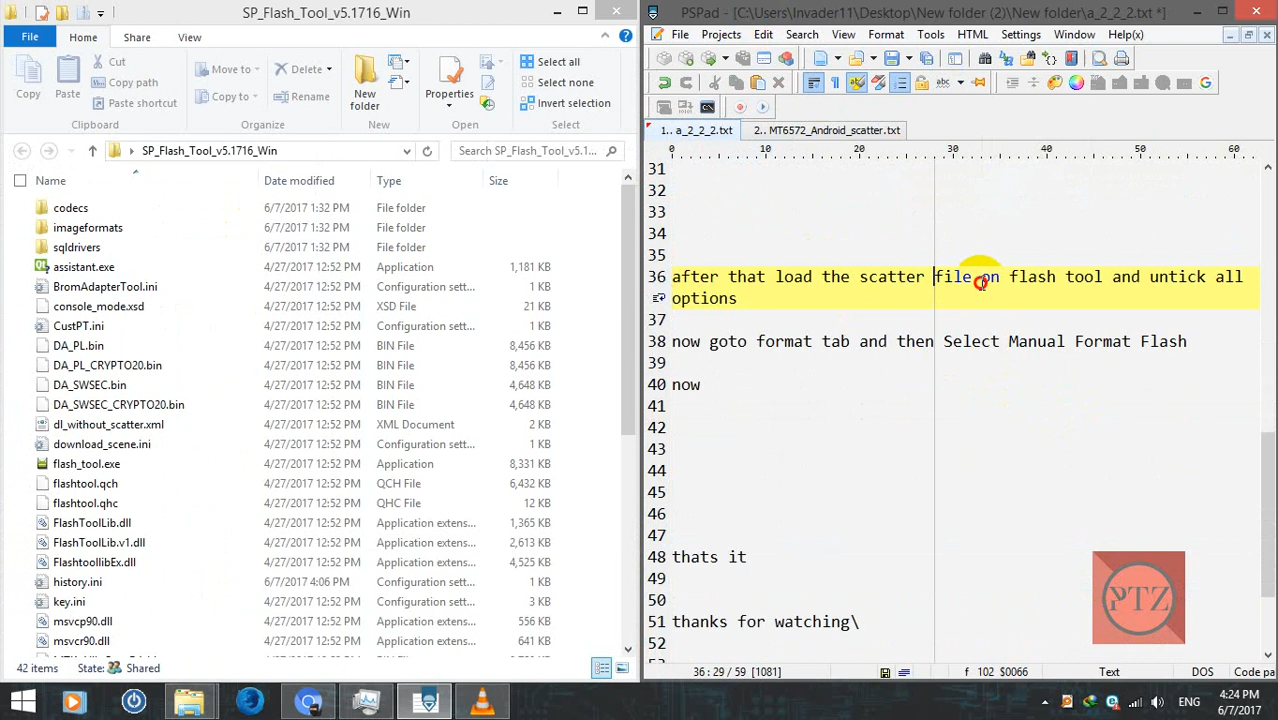 SP_Flash_Tool_v5.1716_Win
File Home Share View
Copy
Paste
Cut
Copy path
Paste shortcut
Clipboard
Move to
Copy to
Delete
Rename
Organize
New folder
New
Properties
Open
Select all
Select none
Invert selection
Select
SP_Flash_Tool_v5.1716_Win
Search SP_Flash_Tool_v5.1...
Name Date modified Type Size
codecs 6/7/2017 1:32 PM File folder
imageformats 6/7/2017 1:32 PM File folder
sqldrivers 6/7/2017 1:32 PM File folder
assistant.exe 4/27/2017 12:52 PM Application 1,181 KB
BromAdapterTool.ini 4/27/2017 12:52 PM Configuration sett... 1 KB
console_mode.xsd 4/27/2017 12:52 PM XSD File 21 KB
CustPT.ini 4/27/2017 12:52 PM Configuration sett... 1 KB
DA_PL.bin 4/27/2017 12:52 PM BIN File 8,456 KB
DA_PL_CRYPTO20.bin 4/27/2017 12:52 PM BIN File 8,456 KB
DA_SWSEC.bin 4/27/2017 12:52 PM BIN File 4,648 KB
DA_SWSEC_CRYPTO20.bin 4/27/2017 12:52 PM BIN File 4,648 KB
dl_without_scatter.xml 4/27/2017 12:52 PM XML Document 2 KB
download_scene.ini 4/27/2017 12:52 PM Configuration sett... 1 KB
flash_tool.exe 4/27/2017 12:52 PM Application 8,331 KB
flashtool.qch 4/27/2017 12:52 PM QCH File 6,432 KB
flashtool.qhc 4/27/2017 12:52 PM QHC File 12 KB
FlashToolLib.dll 4/27/2017 12:52 PM Application extens... 1,365 KB
FlashToolLib.v1.dll 4/27/2017 12:52 PM Application extens... 2,613 KB
FlashtoollibEx.dll 4/27/2017 12:52 PM Application extens... 4,525 KB
history.ini 6/7/2017 4:06 PM Configuration sett... 1 KB
key.ini 4/27/2017 12:52 PM Configuration sett... 3 KB
msvcp90.dll 4/27/2017 12:52 PM Application extens... 556 KB
msvcr90.dll 4/27/2017 12:52 PM Application extens... 641 KB
42 items State: Shared
PSPad - [C:\Users\Invader11\Desktop\New folder (2)\New folder\a_2_2_2.txt *]
File Projects Edit Search View Format Tools HTML Settings Window Help(s)
1.. a_2_2_2.txt 2.. MT6572_Android_scatter.txt
0 10 20 30 40 50 60
31
32
33
34
35
36 after that load the scatter file on flash tool and untick all
options
37
38 now goto format tab and then Select Manual Format Flash
39
40 now
41
42
43
44
45
46
47
48 thats it
49
50
51 thanks for watching\
52
PTZ
36 : 29 / 59 [1081] f 102 $0066 Text DOS Code pa
ENG
4:24 PM
6/7/2017